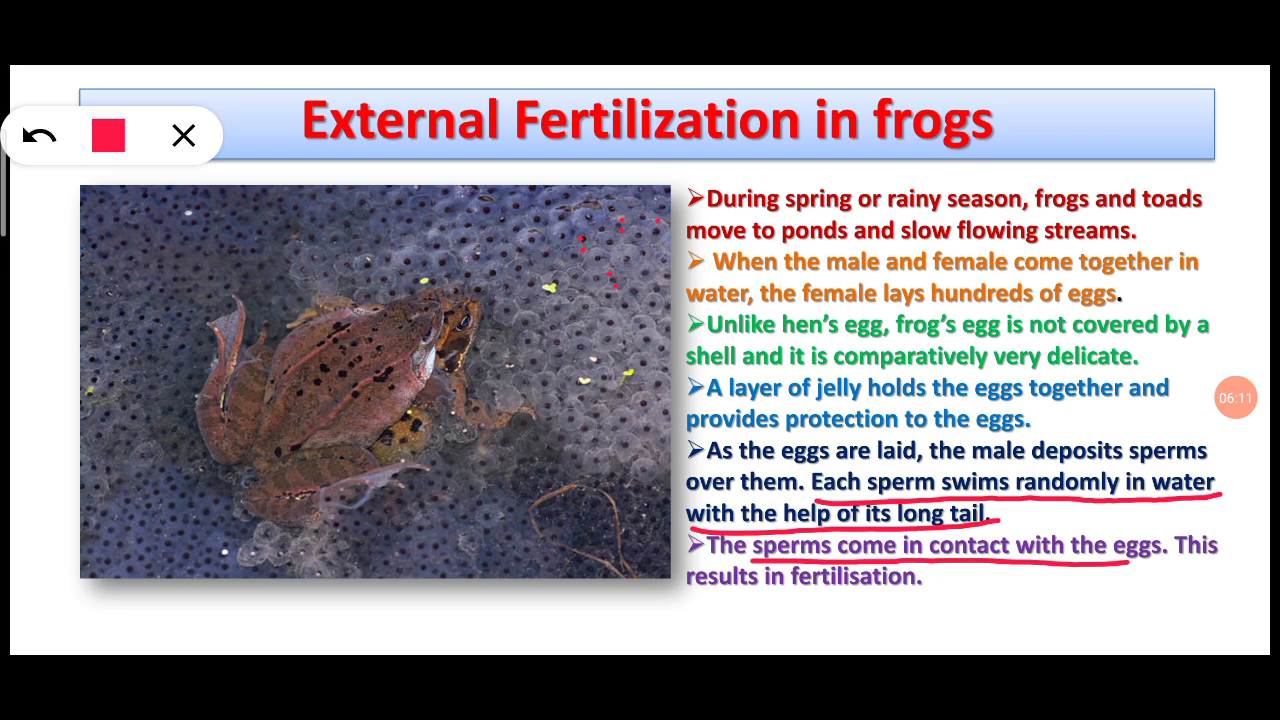 External Fertilization in frogs
➢During spring or rainy season, frogs and toads
move to ponds and slow flowing streams.
➢ When the male and female come together in
water, the female lays hundreds of eggs.
➢Unlike hen’s egg, frog’s egg is not covered by a
shell and it is comparatively very delicate.
➢A layer of jelly holds the eggs together and
provides protection to the eggs.
➢As the eggs are laid, the male deposits sperms
over them. Each sperm swims randomly in water
with the help of its long tail.
➢The sperms come in contact with the eggs. This
results in fertilisation.
06:11